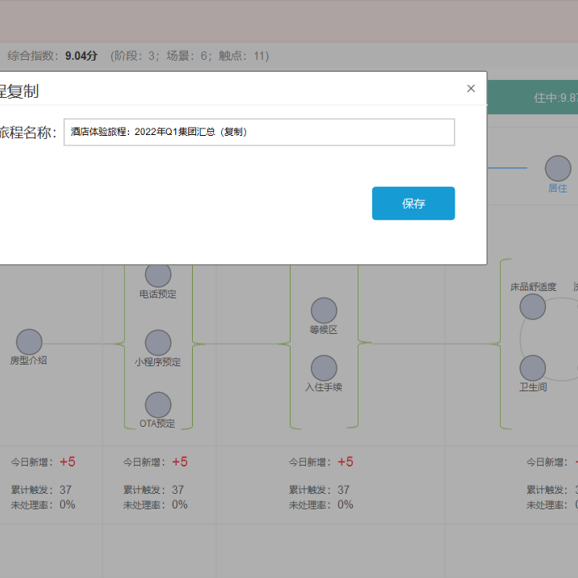 综合指数：9.04分 （阶段：3；场景：6；触点：11）
程复制 ×
旅程名称： 酒店体验旅程：2022年Q1集团汇总（复制）
保存
住中:9.87
居住
电话预定
等候区
床品舒适度
房型介绍
小程序预定
入住手续
卫生间
OTA预定
今日新增：+5 今日新增：+5 今日新增：+5 今日新增：
累计触发：37 累计触发：37 累计触发：37 累计触发：
未处理率：0% 未处理率：0% 未处理率：0% 未处理率：0%